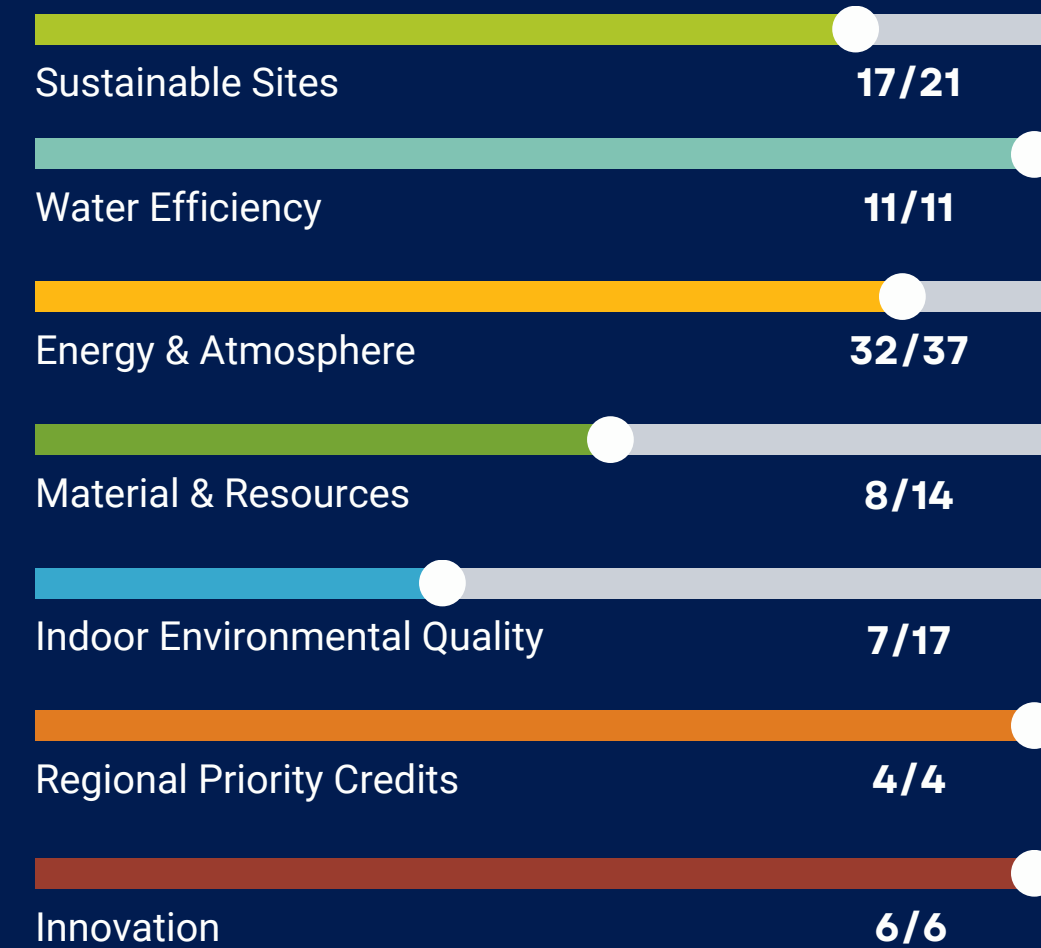 Sustainable Sites 17/21
Water Efficiency 11/11
Energy & Atmosphere 32/37
Material & Resources 8/14
Indoor Environmental Quality 7/17
Regional Priority Credits 4/4
Innovation 6/6